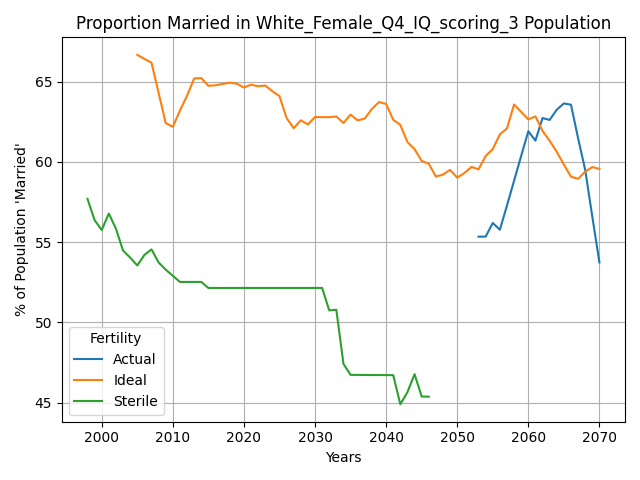 Proportion Married in White_Female_Q4_IQ_scoring_3 Population
% of Population 'Married'
65
60
55
50
45
Fertility
Actual
Ideal
Sterile
2000 2010 2020 2030 2040 2050 2060 2070
Years